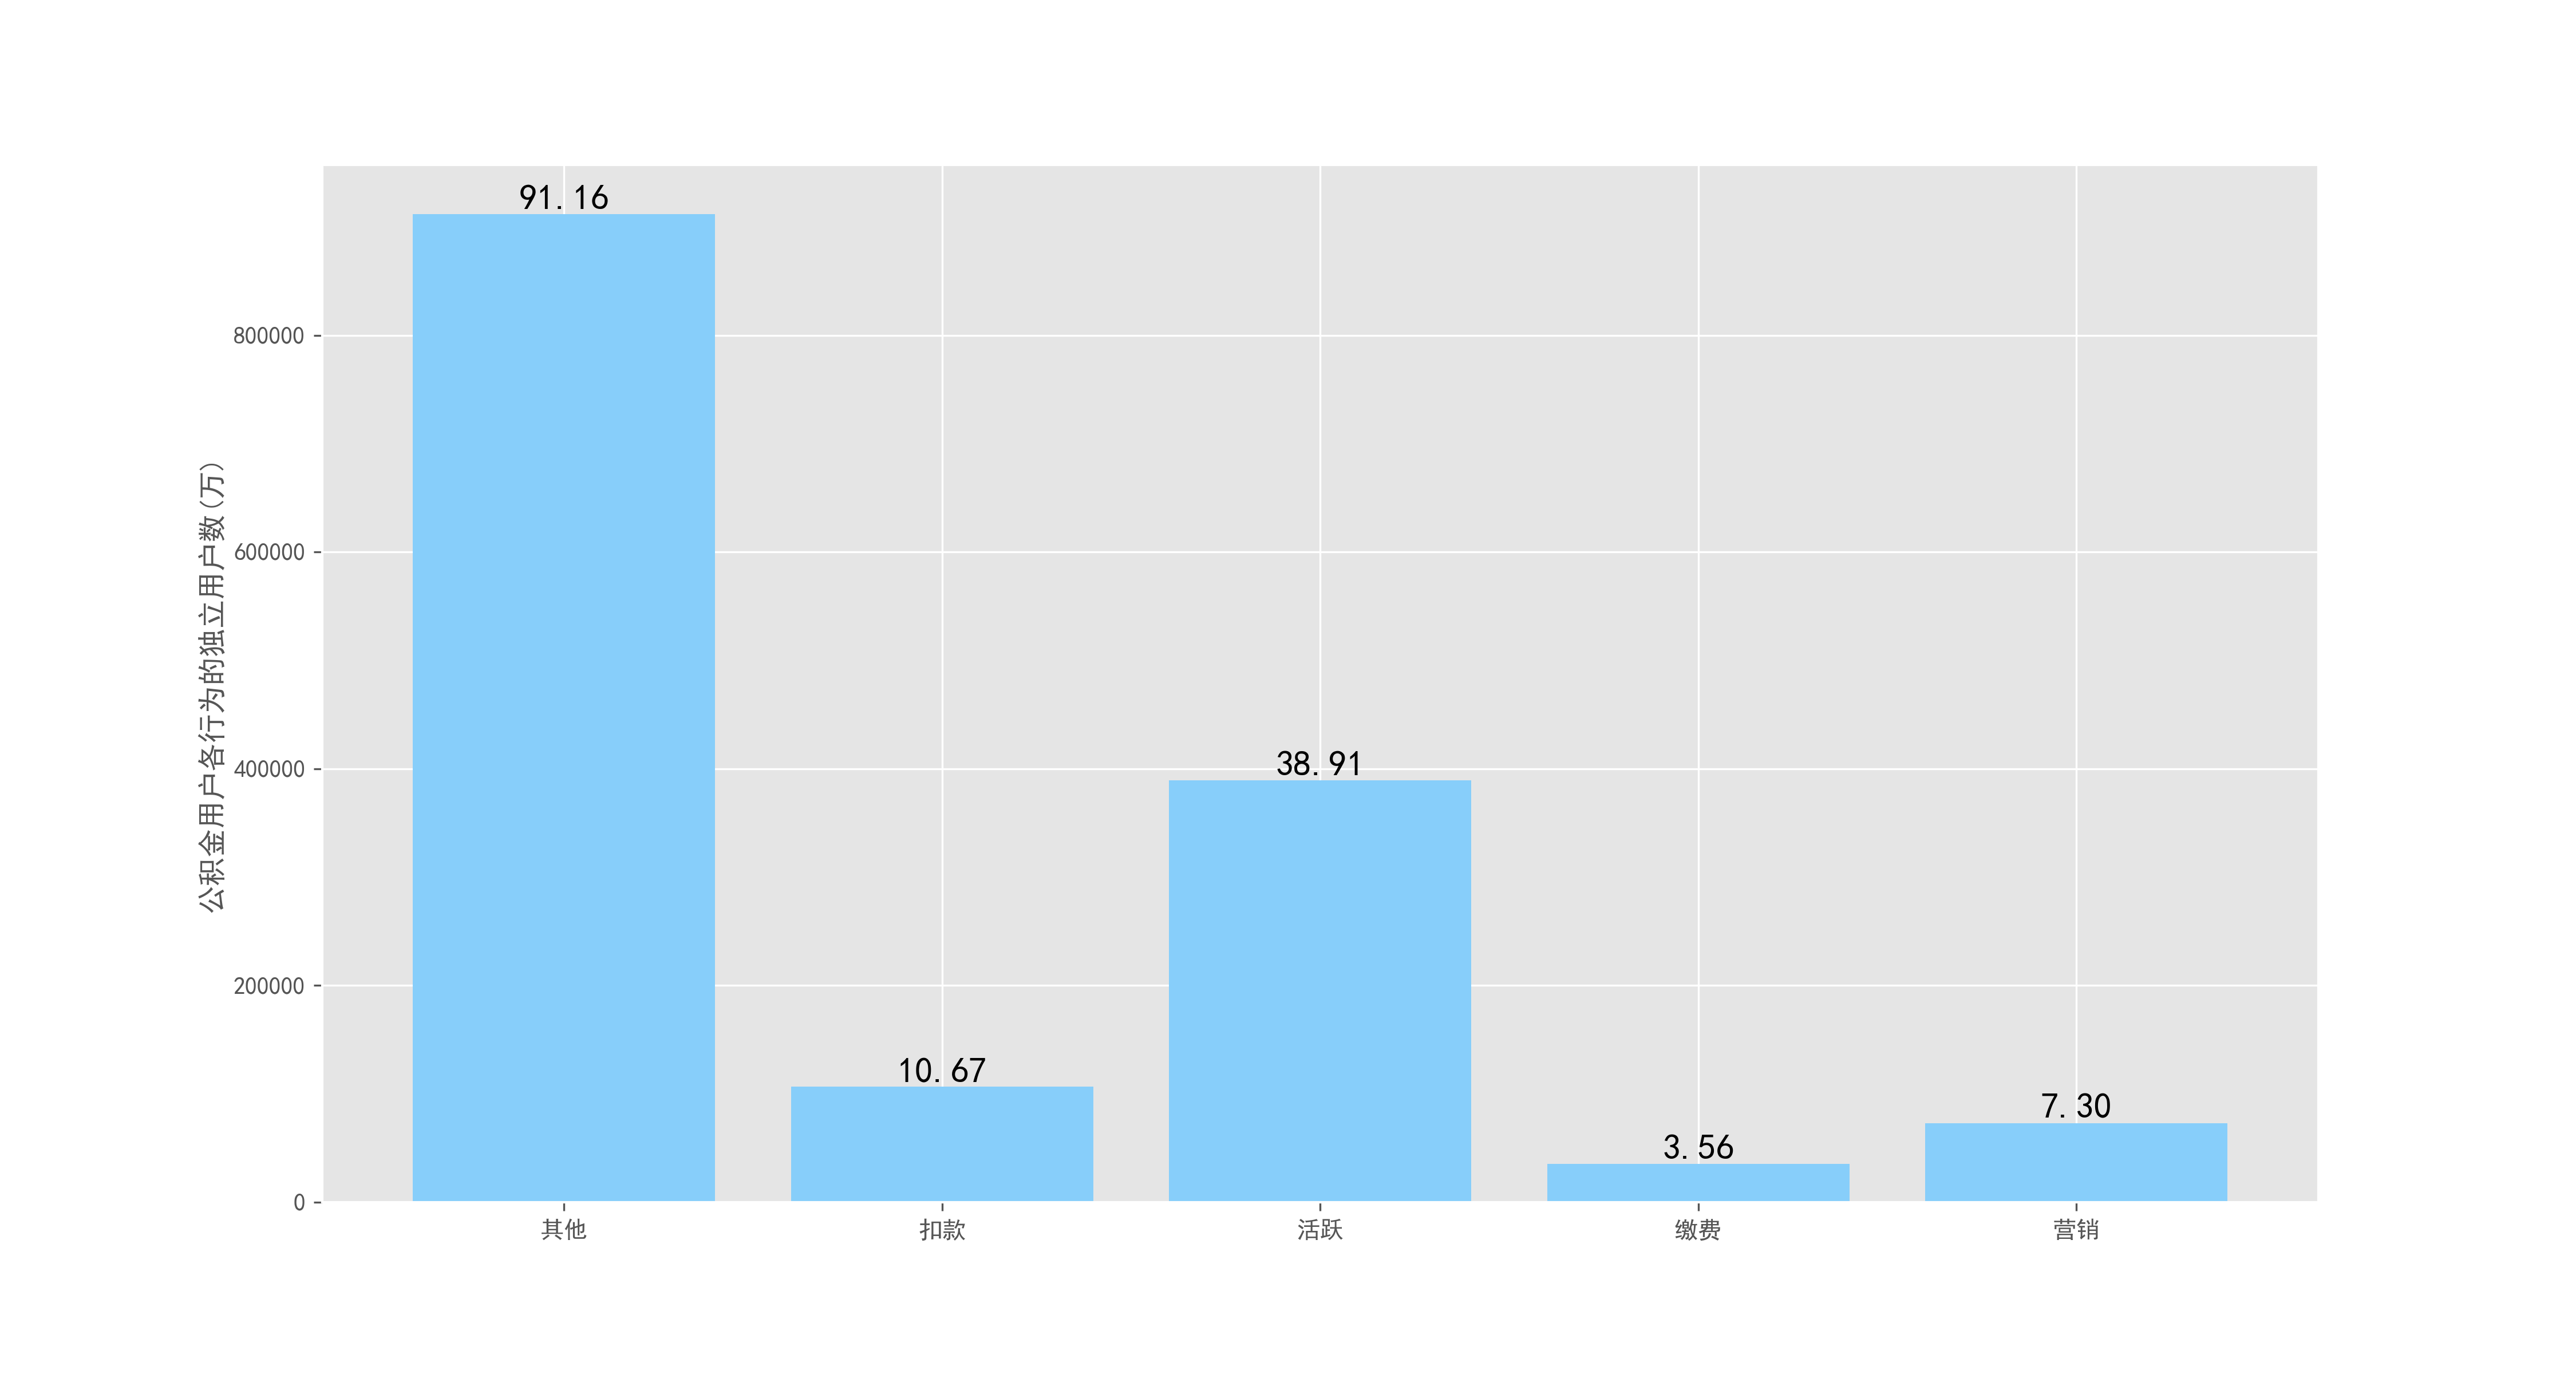 公积金用户各行为的独立用户数(万)
800000
600000
400000
200000
0
91.16
10.67
38.91
3.56
7.30
其他
扣款
活跃
缴费
营销